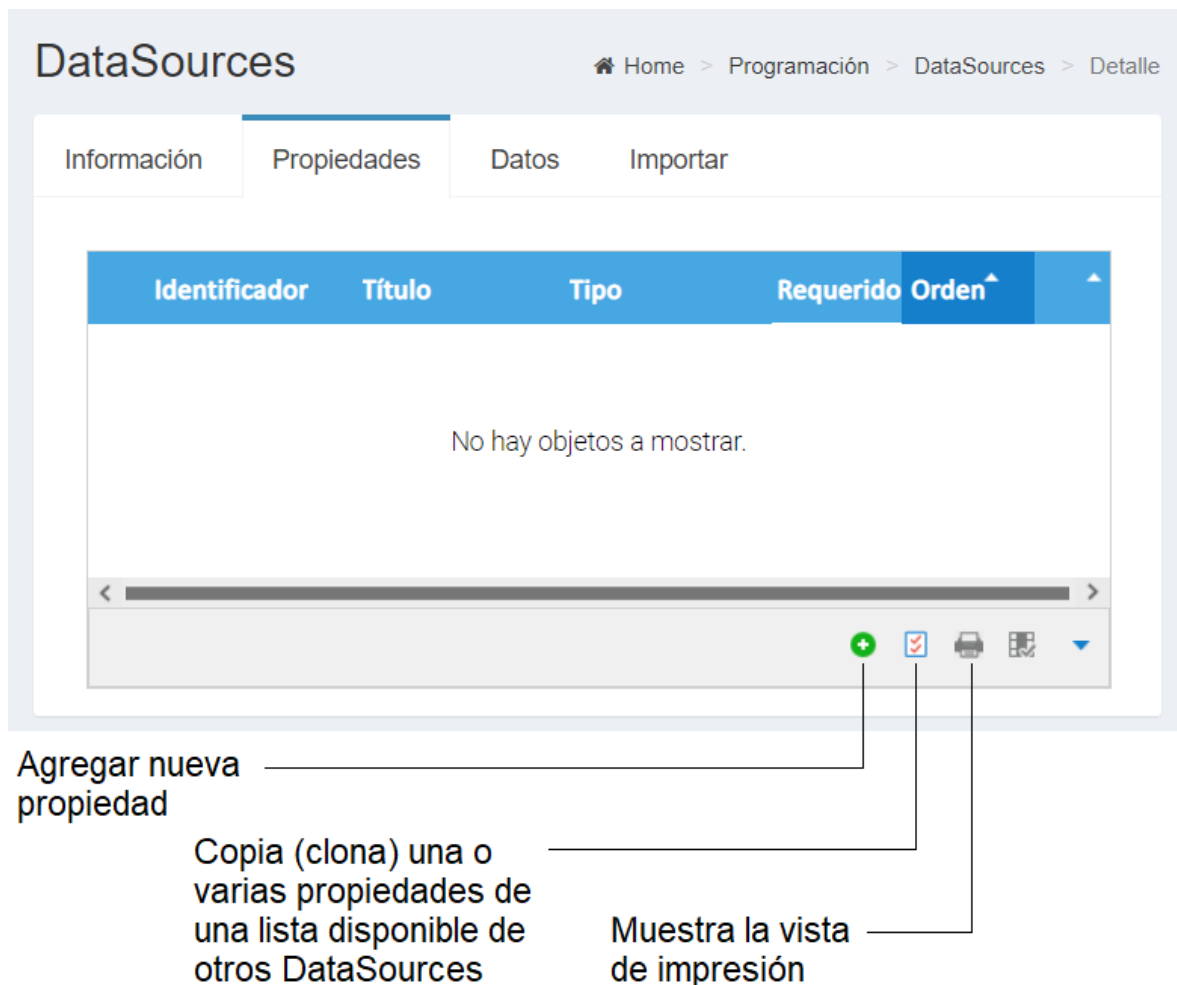 DataSources
Home > Programación > DataSources > Detalle
Información Propiedades Datos Importar
Identificador Título Tipo Requerido Orden
No hay objetos a mostrar.
Agregar nueva
propiedad
Copia (clona) una o
varias propiedades de
una lista disponible de
otros DataSources
Muestra la vista
de impresión